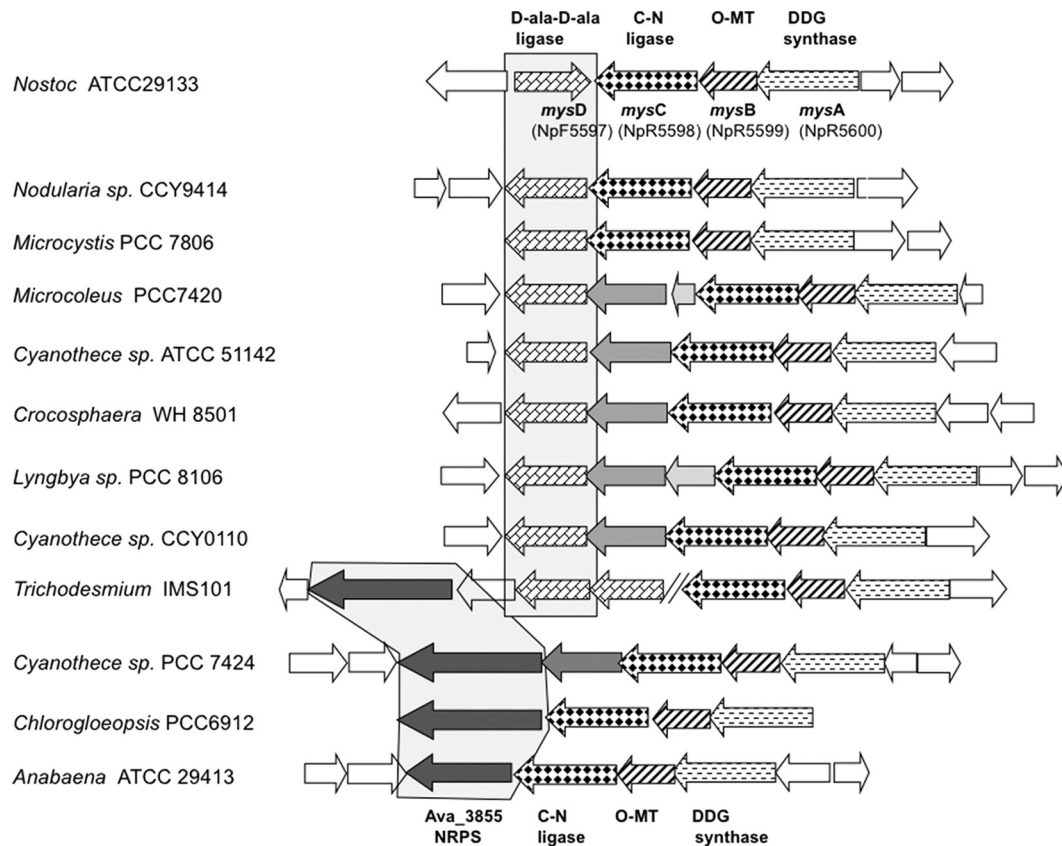 D-ala-D-ala C-N O-MT DDG
ligase ligase synthase
Nostoc ATCC29133
mysD mysC mysB mysA
(NpF5597) (NpR5598) (NpR5599) (NpR5600)
Nodularia sp. CCY9414
Microcystis PCC 7806
Microcoleus PCC7420
Cyanothece sp. ATCC 51142
Crocosphaera WH 8501
Lyngbya sp. PCC 8106
Cyanothece sp. CCY0110
Trichodesmium IMS101
Cyanothece sp. PCC 7424
Chlorogloeopsis PCC6912
Anabaena ATCC 29413
Ava_3855 C-N O-MT DDG
NRPS ligase synthase